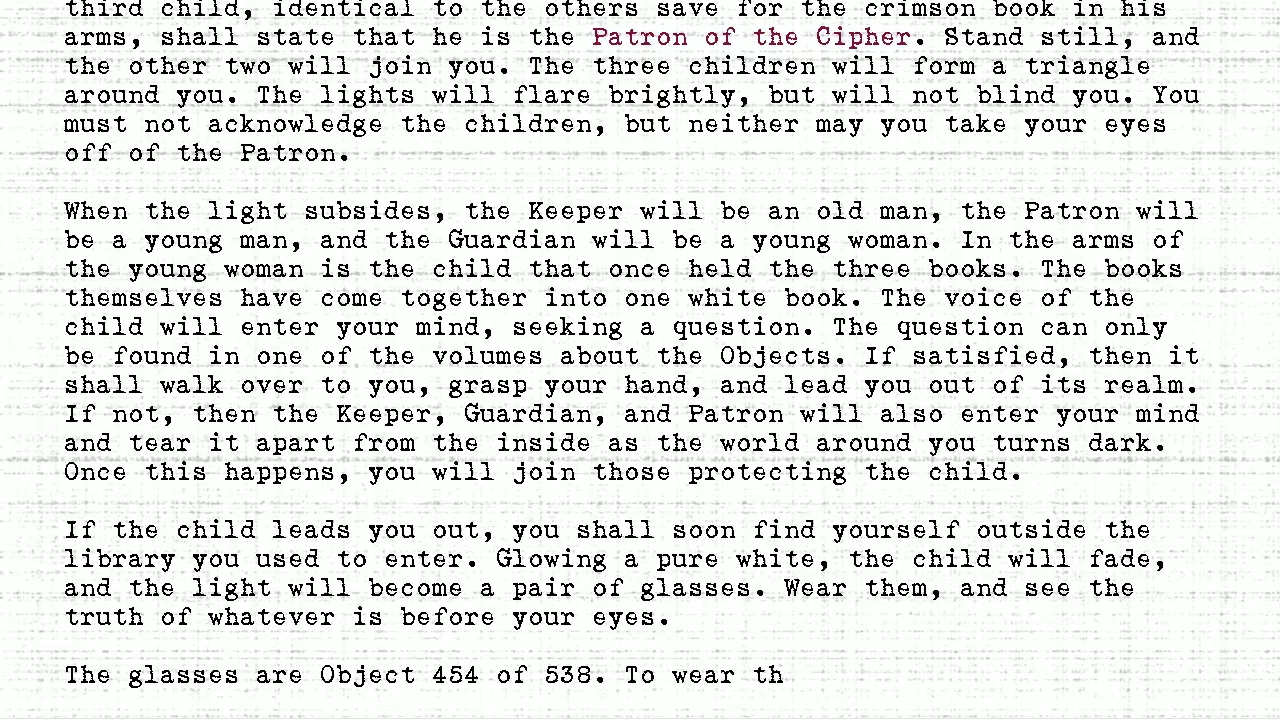 third child, identical to the others save for the crimson book in his
arms, shall state that he is the Patron of the Cipher. Stand still, and
the other two will join you. The three children will form a triangle
around you. The lights will flare brightly, but will not blind you. You
must not acknowledge the children, but neither may you take your eyes
off of the Patron.
When the light subsides, the Keeper will be an old man, the Patron will
be a young man, and the Guardian will be a young woman. In the arms of
the young woman is the child that once held the three books. The books
themselves have come together into one white book. The voice of the
child will enter your mind, seeking a question. The question can only
be found in one of the volumes about the Objects. If satisfied, then it
shall walk over to you, grasp your hand, and lead you out of its realm.
If not, then the Keeper, Guardian, and Patron will also enter your mind
and tear it apart from the inside as the world around you turns dark.
Once this happens, you will join those protecting the child.
If the child leads you out, you shall soon find yourself outside the
library you used to enter. Glowing a pure white, the child will fade,
and the light will become a pair of glasses. Wear them, and see the
truth of whatever is before your eyes.
The glasses are Object 454 of 538. To wear th